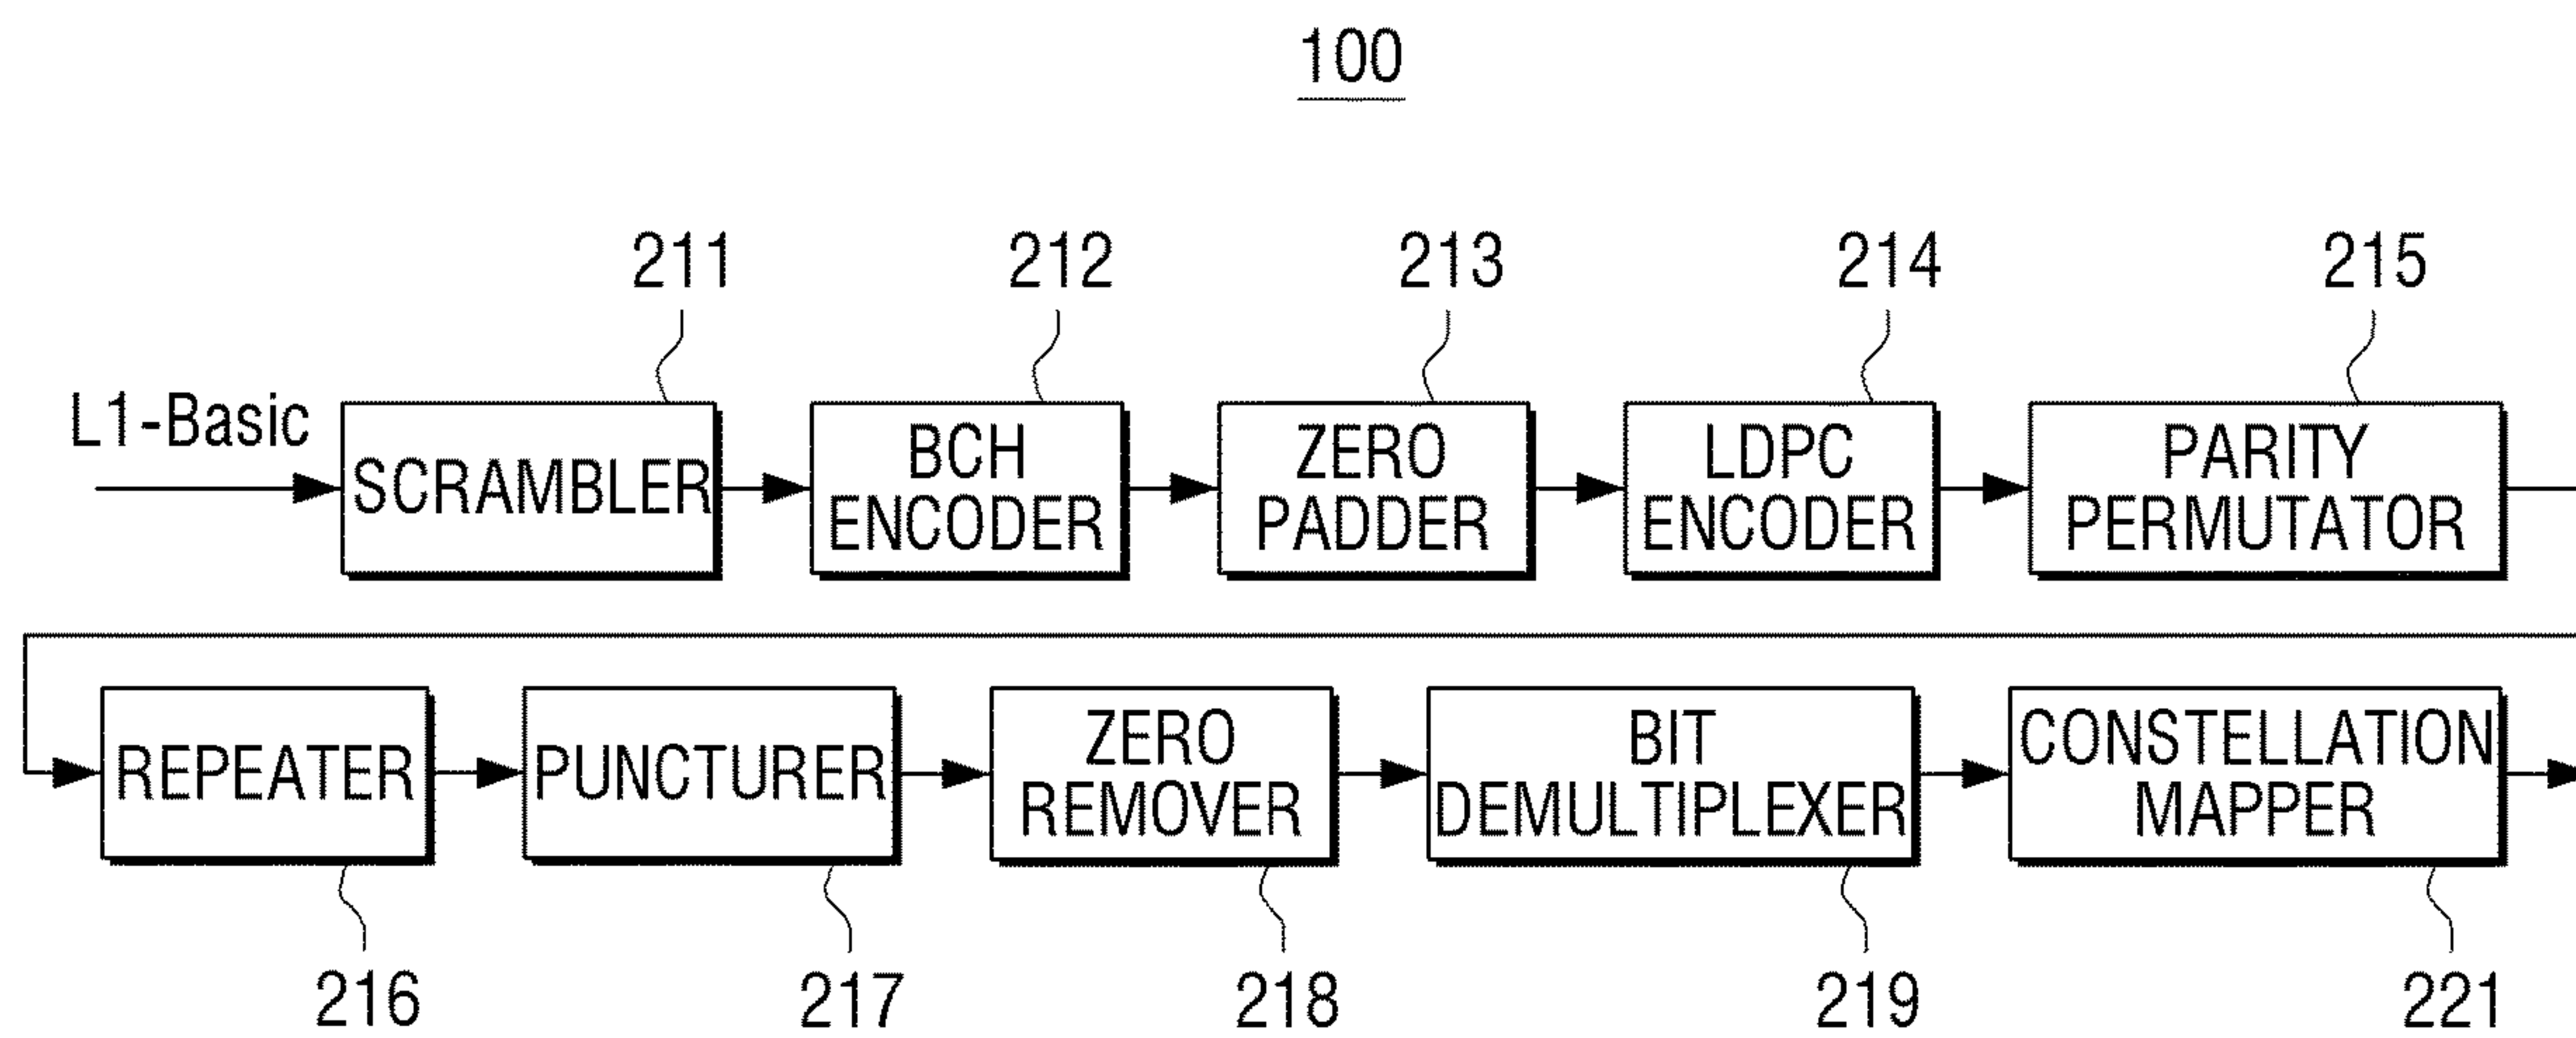 100
211
212
213
214
215
L1-Basic
SCRAMBLER
BCH
ENCODER
ZERO
PADDER
LDPC
ENCODER
PARITY
PERMUTATOR
REPEATER
PUNCTURER
ZERO
REMOVER
BIT
DEMULTIPLEXER
CONSTELLATION
MAPPER
216
217
218
219
221